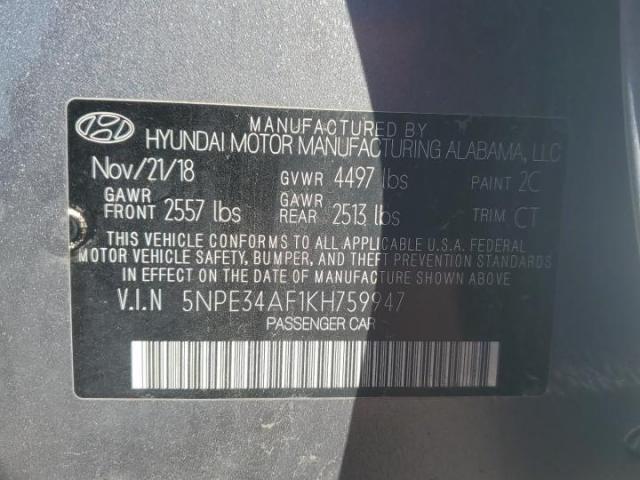 MANUFACTURED BY
HYUNDAI MOTOR MANUFACTURING ALABAMA, LLC
Nov/21/18 GVWR 4497 lbs PAINT 2C
GAWR FRONT 2557 lbs GAWR REAR 2513 lbs TRIM CT
THIS VEHICLE CONFORMS TO ALL APPLICABLE U.S.A. FEDERAL
MOTOR VEHICLE SAFETY, BUMPER, AND THEFT PREVENTION STANDARDS
IN EFFECT ON THE DATE OF MANUFACTURE SHOWN ABOVE
V.I.N 5NPE34AF1KH759947
PASSENGER CAR